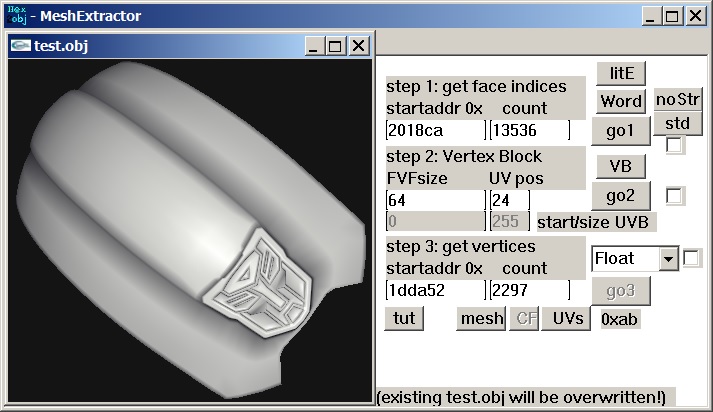 Hex
obj - MeshExtractor
test.obj
litE
step 1: get face indices
startaddr 0x count
Word noStr
2018ca 13536 go1 std
step 2: Vertex Block
VB
FVFsize UV pos
64 24 go2
0 255 start/size UVB
step 3: get vertices
Float
startaddr 0x count
1dda52 2297 go3
tut mesh CF UVs 0xab
(existing test.obj will be overwritten!)